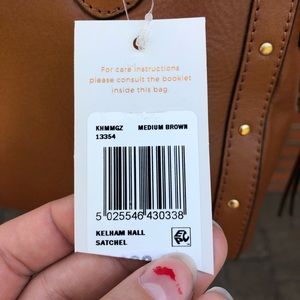 For care instructions
please consult the booklet
inside this bag.
KHMMGZ MEDIUM BROWN
13354
5 025546 430338
KELHAM HALL
SATCHEL